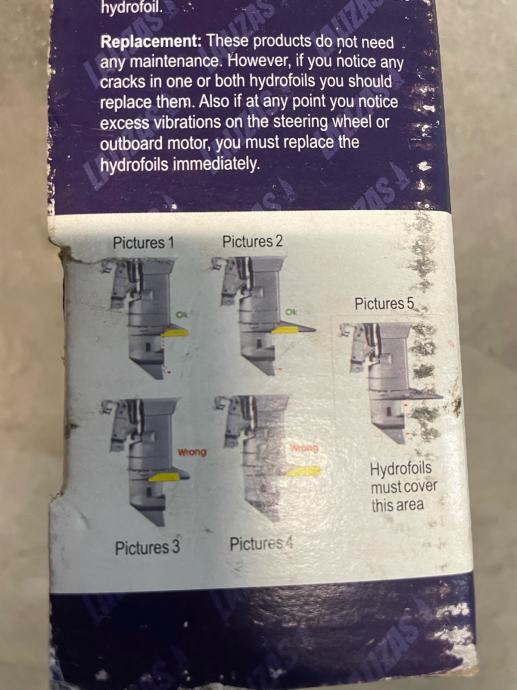 hydrofoil.
Replacement: These products do not need
any maintenance. However, if you notice any
cracks in one or both hydrofoils you should
replace them. Also if at any point you notice
excess vibrations on the steering wheel or
outboard motor, you must replace the
hydrofoils immediately.
Pictures 1
Pictures 2
Ok
Ok
Pictures 5
Wrong
Wrong
Hydrofoils
must cover
this area
Pictures 3
Pictures 4